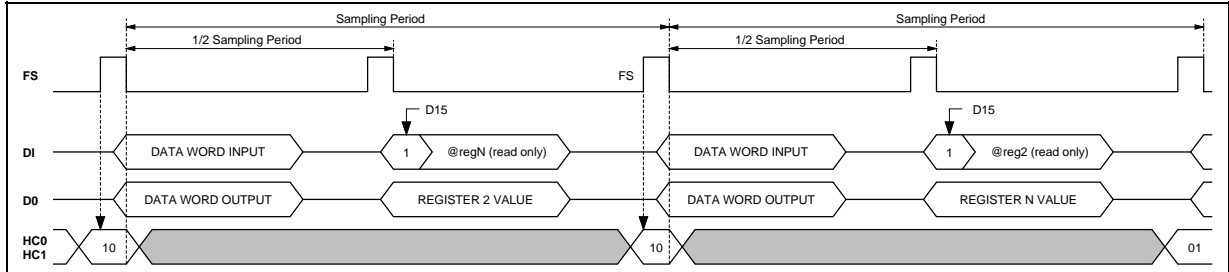 Sampling Period Sampling Period
1/2 Sampling Period 1/2 Sampling Period
FS FS
D15 D15
DI DATA WORD INPUT 1 @regN (read only) DATA WORD INPUT 1 @reg2 (read only)
D0 DATA WORD OUTPUT REGISTER 2 VALUE DATA WORD OUTPUT REGISTER N VALUE
HC0
HC1 10 10 01